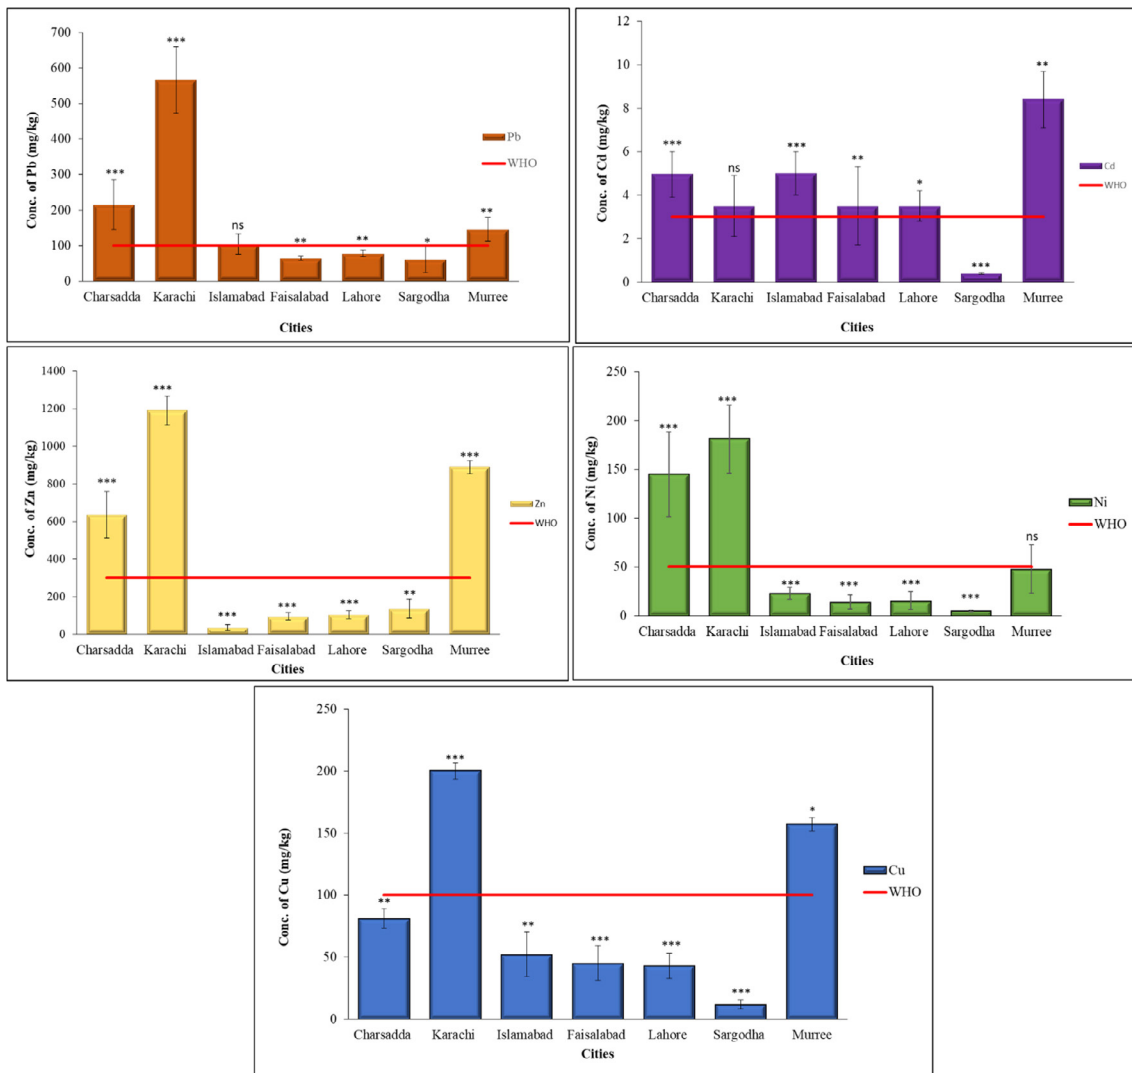 700
600
500
400
300
200
100
0
Conc. of Pb (mg/kg)
***
***
ns
**
**
*
**
Pb
WHO
Charsadda Karachi Islamabad Faisalabad Lahore Sargodha Murree
Cities
12
10
8
6
4
2
0
Conc. of Cd (mg/kg)
***
ns
***
**
*
***
**
Cd
WHO
Charsadda Karachi Islamabad Faisalabad Lahore Sargodha Murree
Cities
1400
1200
1000
800
600
400
200
0
Conc. of Zn (mg/kg)
***
***
***
***
***
**
***
Zn
WHO
Charsadda Karachi Islamabad Faisalabad Lahore Sargodha Murree
Cities
250
200
150
100
50
0
Conc. of Ni (mg/kg)
***
***
***
***
***
***
ns
Ni
WHO
Charsadda Karachi Islamabad Faisalabad Lahore Sargodha Murree
Cities
250
200
150
100
50
0
Conc. of Cu (mg/kg)
**
***
**
***
***
***
*
Cu
WHO
Charsadda Karachi Islamabad Faisalabad Lahore Sargodha Murree
Cities